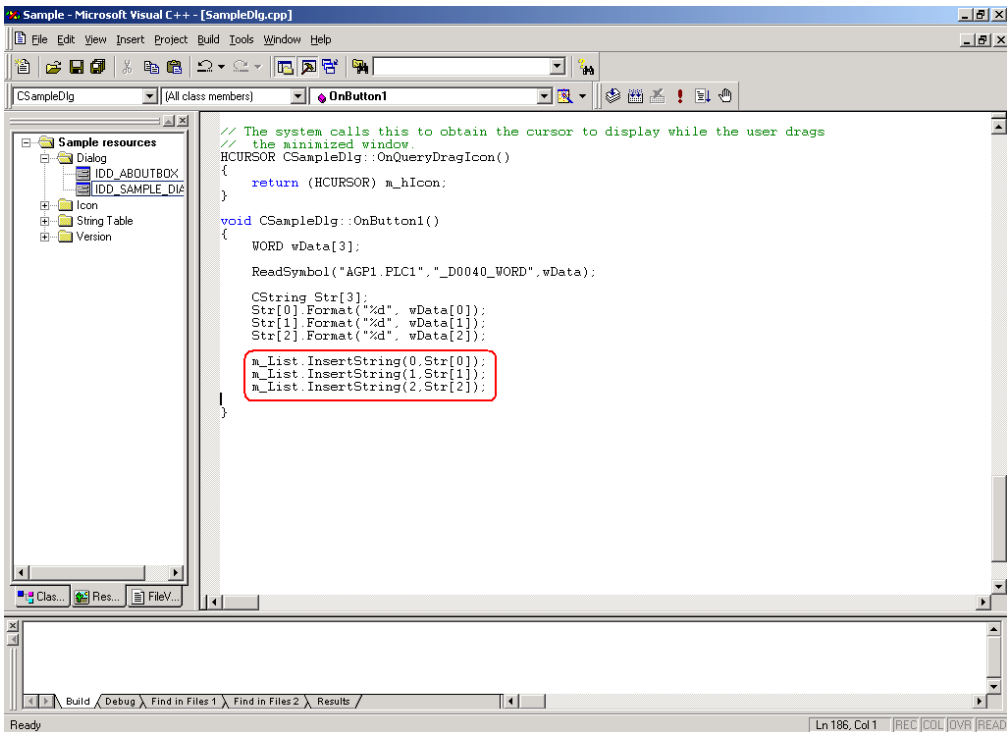 Sample - Microsoft Visual C++ - [SampleDlg.cpp]
File Edit View Insert Project Build Tools Window Help
CSampleDlg (All class members) OnButton1
Sample resources
Dialog
IDD_ABOUTBOX
IDD_SAMPLE_DIA
Icon
String Table
Version
// The system calls this to obtain the cursor to display while the user drags
//  the minimized window.
HCURSOR CSampleDlg::OnQueryDragIcon()
{
    return (HCURSOR) m_hIcon;
}
void CSampleDlg::OnButton1()
{
    WORD wData[3];
    ReadSymbol("AGP1.PLC1","_D0040_WORD",wData);
    CString Str[3];
    Str[0].Format("%d", wData[0]);
    Str[1].Format("%d", wData[1]);
    Str[2].Format("%d", wData[2]);
    m_List.InsertString(0,Str[0]);
    m_List.InsertString(1,Str[1]);
    m_List.InsertString(2,Str[2]);
}
Clas... Res... FileV...
Build Debug Find in Files 1 Find in Files 2 Results
Ready Ln 186, Col 1 REC COL OVR READ